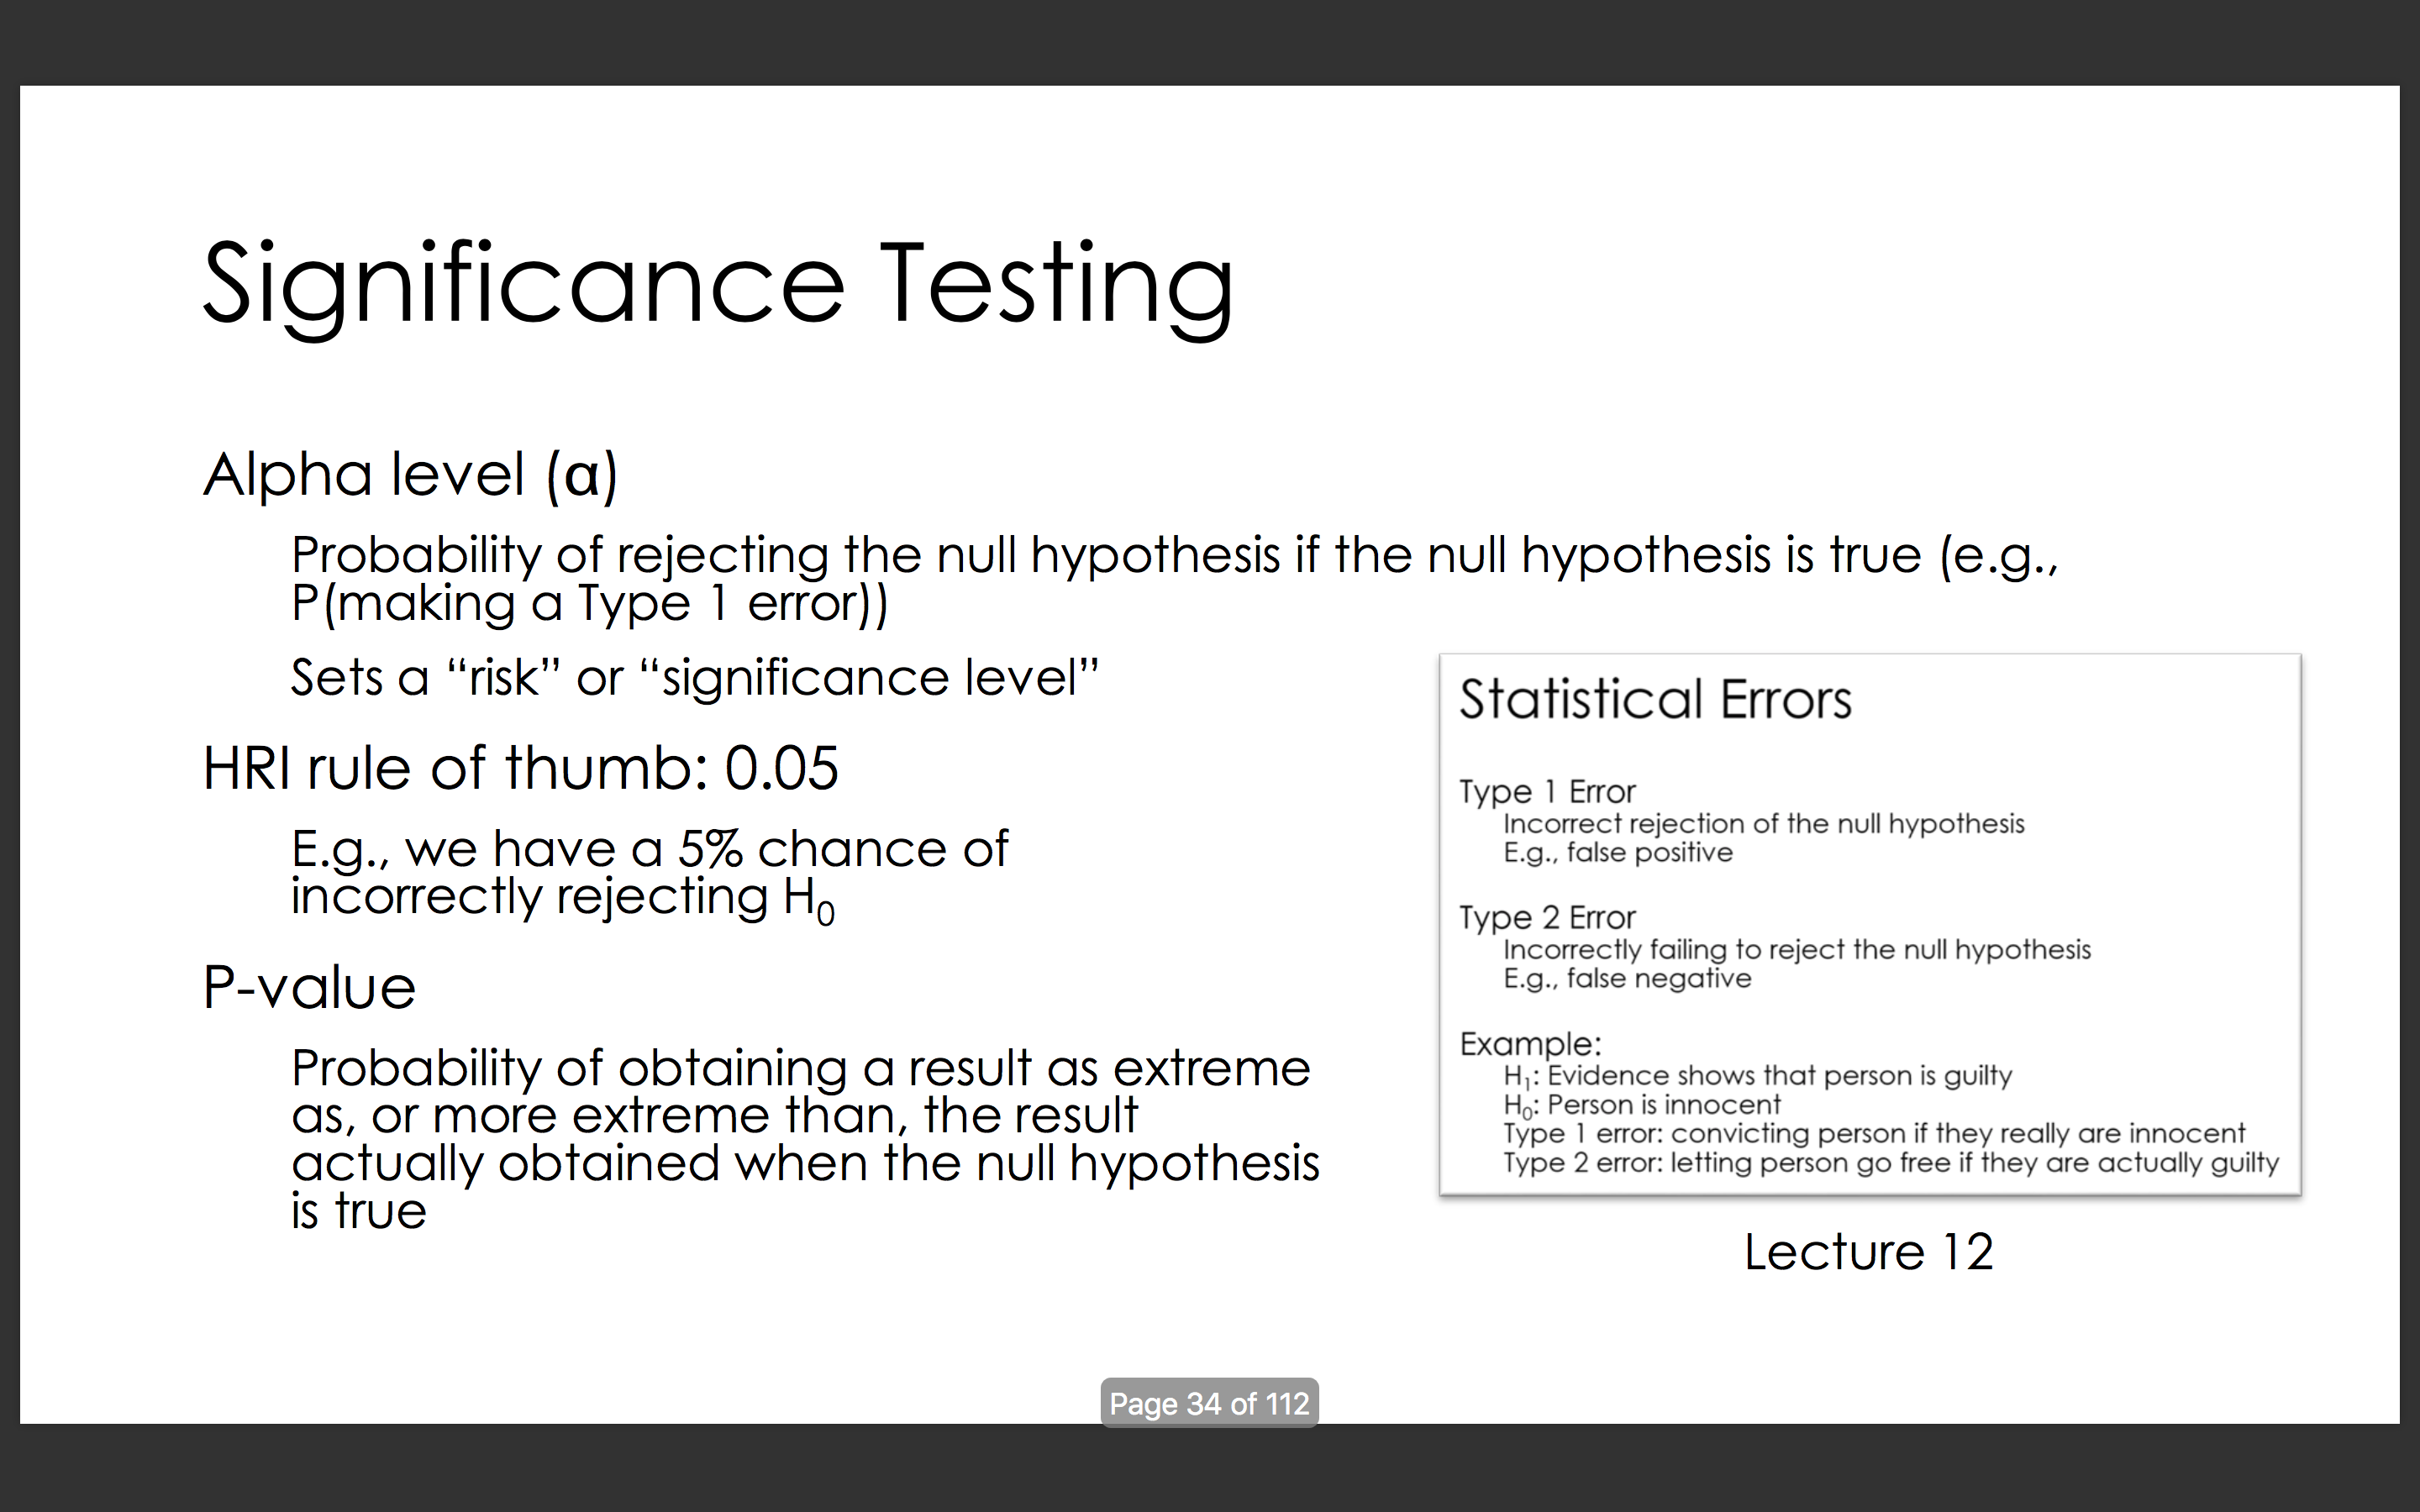 Significance Testing
Alpha level (α)
Probability of rejecting the null hypothesis if the null hypothesis is true (e.g.,
P(making a Type 1 error))
Sets a “risk” or “significance level”
HRI rule of thumb: 0.05
E.g., we have a 5% chance of
incorrectly rejecting H₀
P-value
Probability of obtaining a result as extreme
as, or more extreme than, the result
actually obtained when the null hypothesis
is true
Statistical Errors
Type 1 Error
Incorrect rejection of the null hypothesis
E.g., false positive
Type 2 Error
Incorrectly failing to reject the null hypothesis
E.g., false negative
Example:
H₁: Evidence shows that person is guilty
H₀: Person is innocent
Type 1 error: convicting person if they really are innocent
Type 2 error: letting person go free if they are actually guilty
Lecture 12
Page 34 of 112